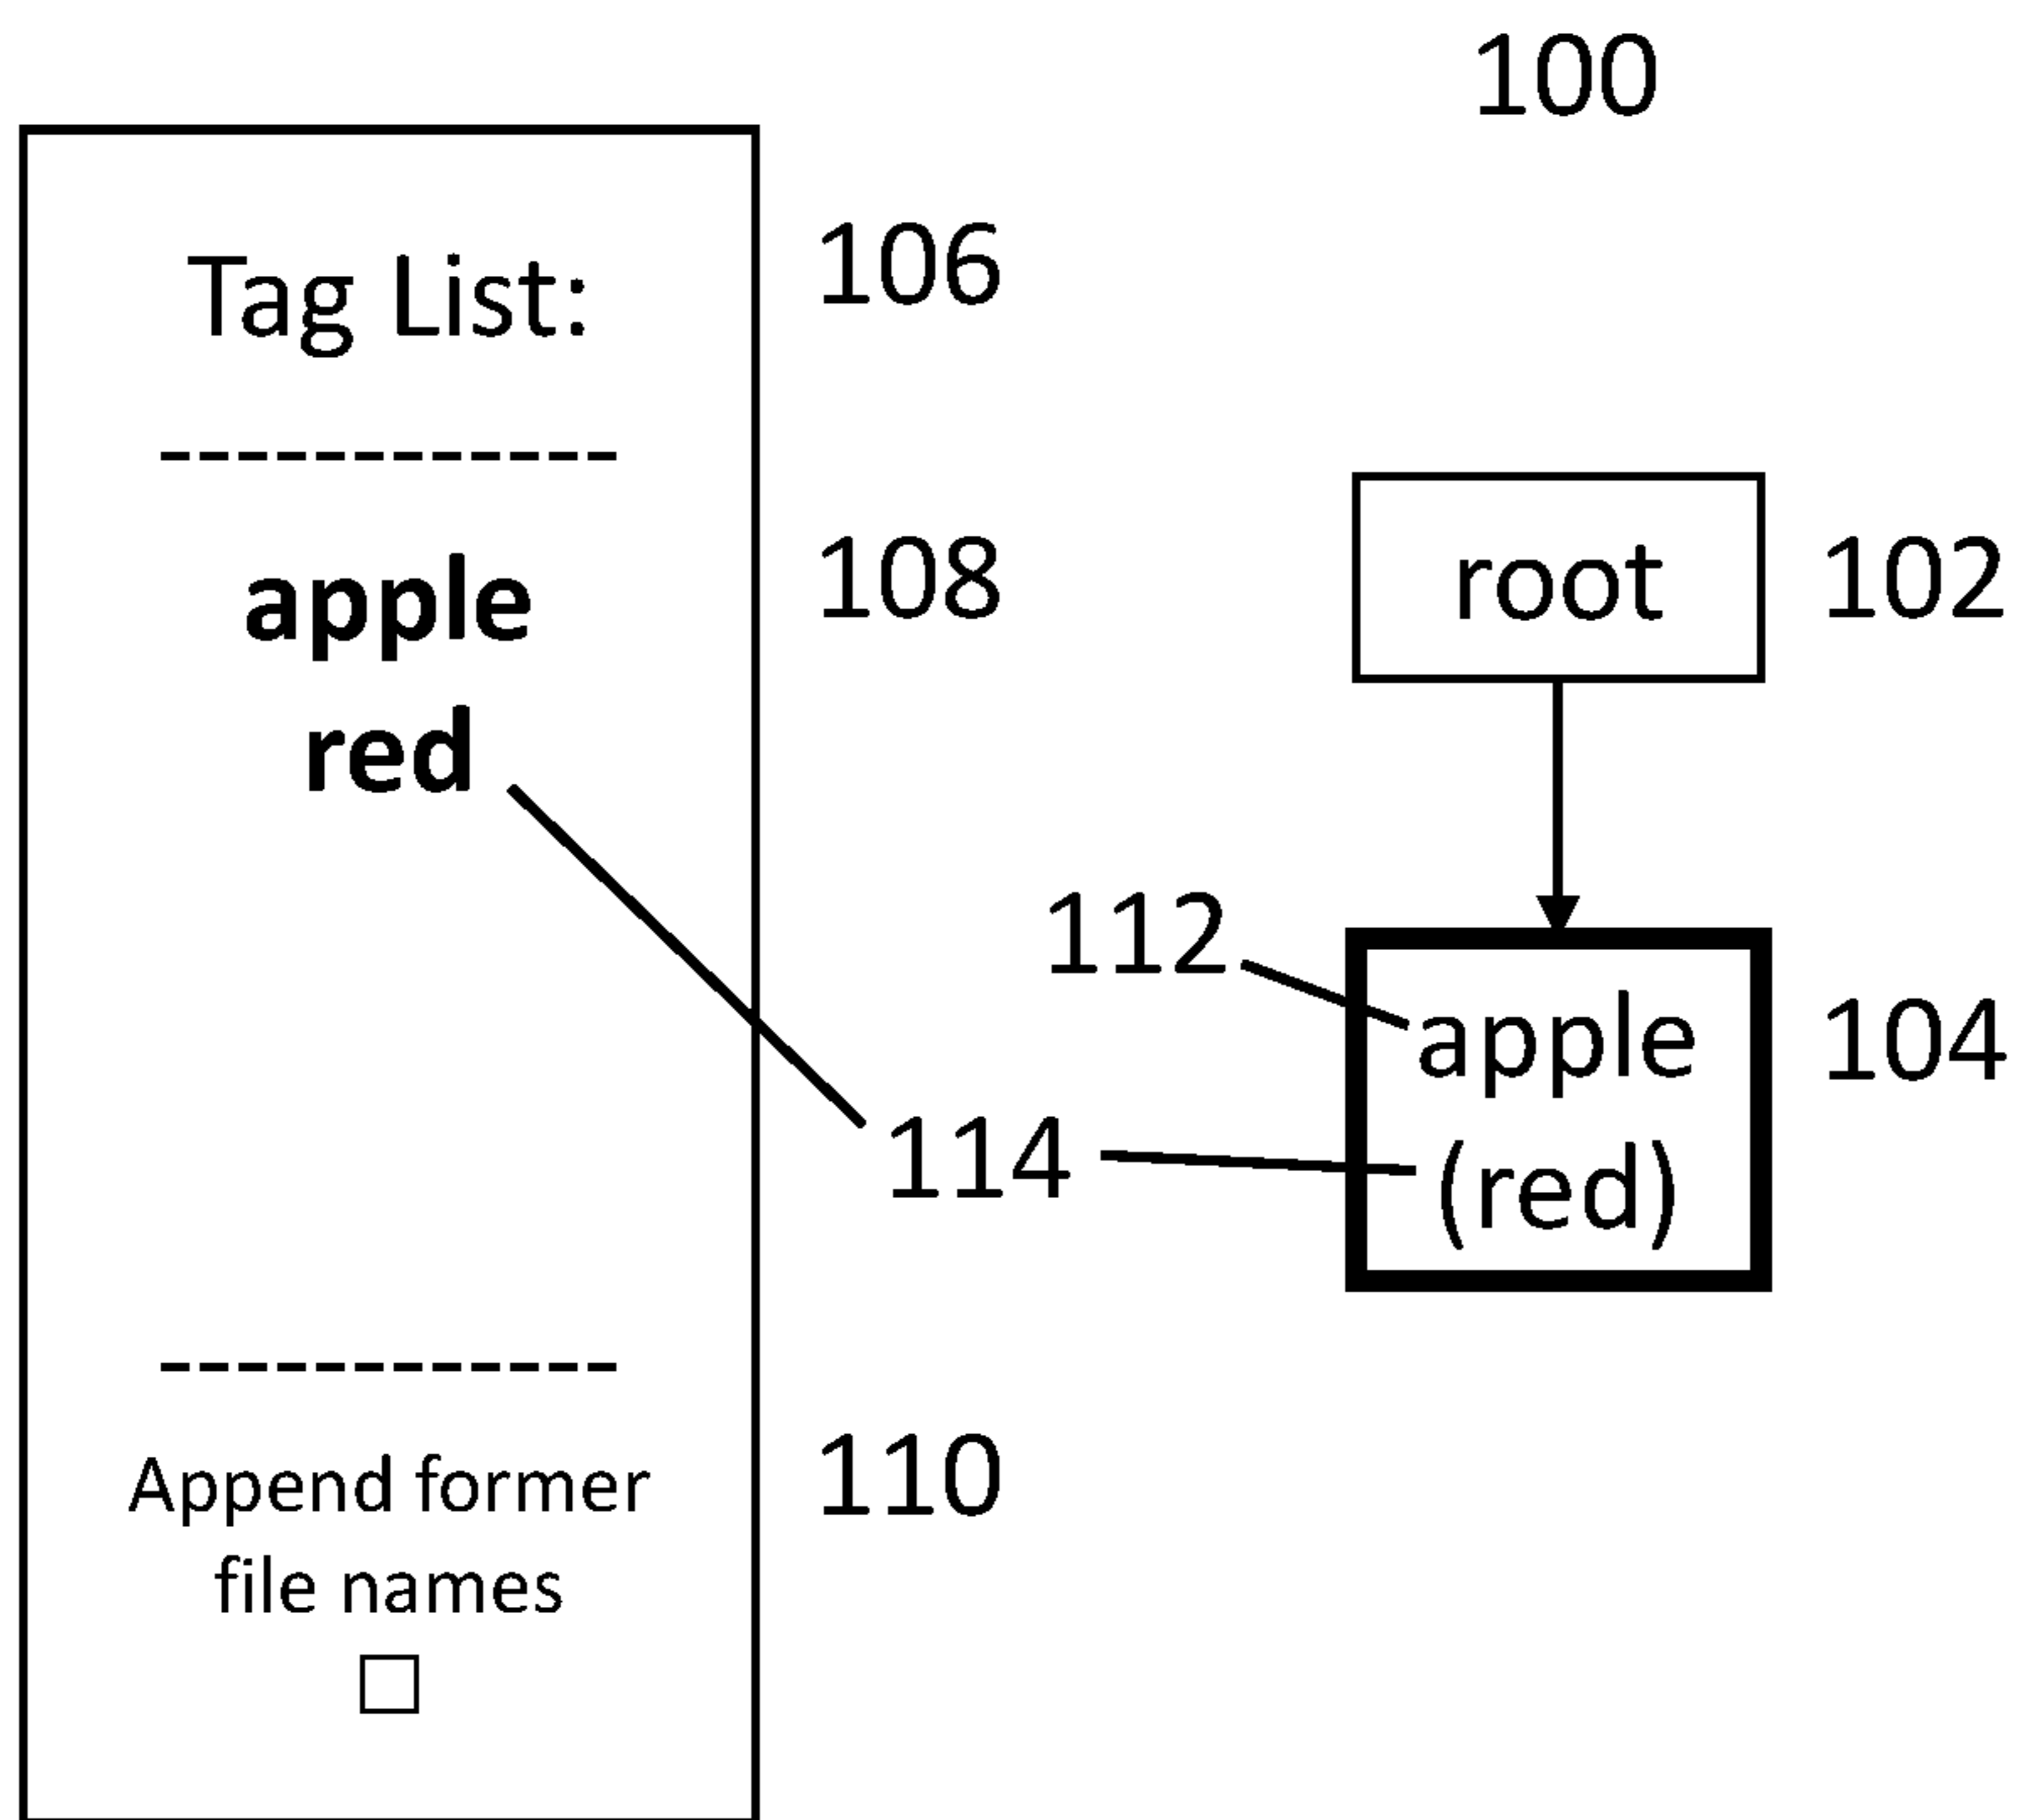 100
Tag List:
106
-------------
apple
108
red
root
102
112
apple
104
114
(red)
-------------
Append former
110
file names